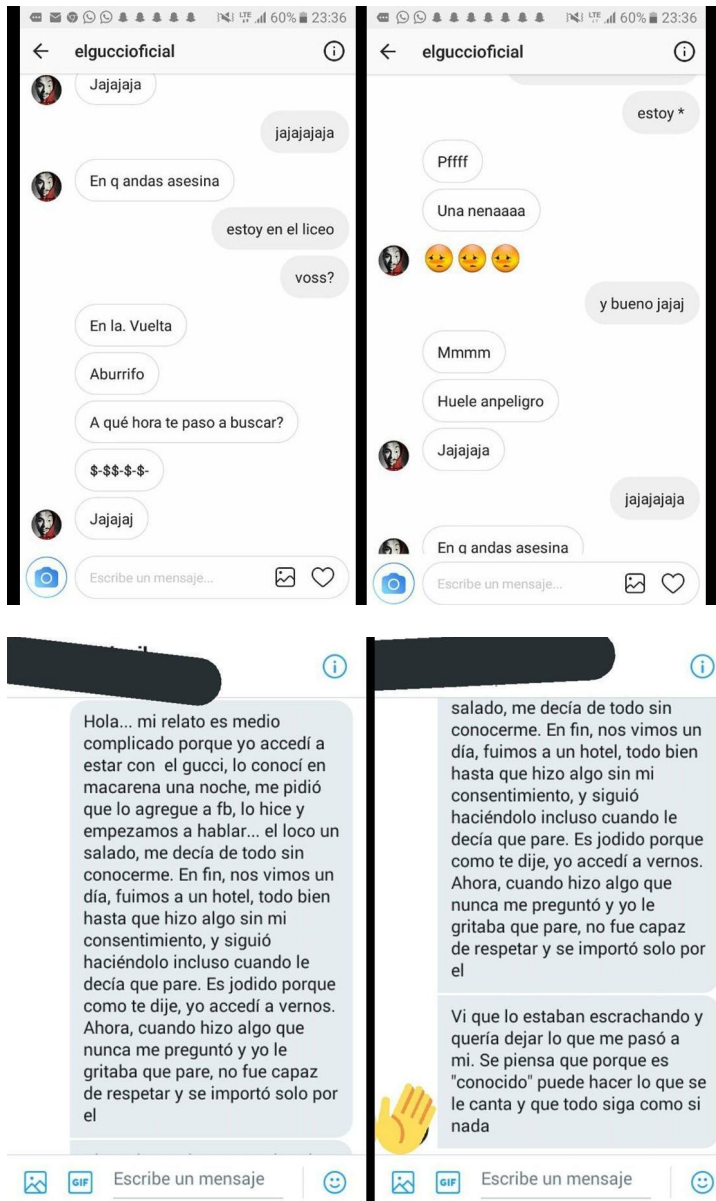 60% 23:36
elguccioficial
Jajajaja
jajajajaja
En q andas asesina
estoy en el liceo
voss?
En la. Vuelta
Aburrifo
A qué hora te paso a buscar?
$-$$-$-$-
Jajajaj
Escribe un mensaje...
LTE 60% 23:36
elguccioficial
estoy *
Pffff
Una nenaaaa
y bueno jajaj
Mmmm
Huele anpeligro
Jajajaja
jajajajaja
En q andas asesina
Escribe un mensaje...
Hola... mi relato es medio
complicado porque yo accedí a
estar con el gucci, lo conocí en
macarena una noche, me pidió
que lo agregue a fb, lo hice y
empezamos a hablar... el loco un
salado, me decía de todo sin
conocerme. En fin, nos vimos un
día, fuimos a un hotel, todo bien
hasta que hizo algo sin mi
consentimiento, y siguió
haciéndolo incluso cuando le
decía que pare. Es jodido porque
como te dije, yo accedí a vernos.
Ahora, cuando hizo algo que
nunca me preguntó y yo le
gritaba que pare, no fue capaz
de respetar y se importó solo por
el
GIF Escribe un mensaje
salado, me decía de todo sin
conocerme. En fin, nos vimos un
día, fuimos a un hotel, todo bien
hasta que hizo algo sin mi
consentimiento, y siguió
haciéndolo incluso cuando le
decía que pare. Es jodido porque
como te dije, yo accedí a vernos.
Ahora, cuando hizo algo que
nunca me preguntó y yo le
gritaba que pare, no fue capaz
de respetar y se importó solo por
el
Vi que lo estaban escrachando y
quería dejar lo que me pasó a
mi. Se piensa que porque es
"conocido" puede hacer lo que se
le canta y que todo siga como si
nada
GIF Escribe un mensaje